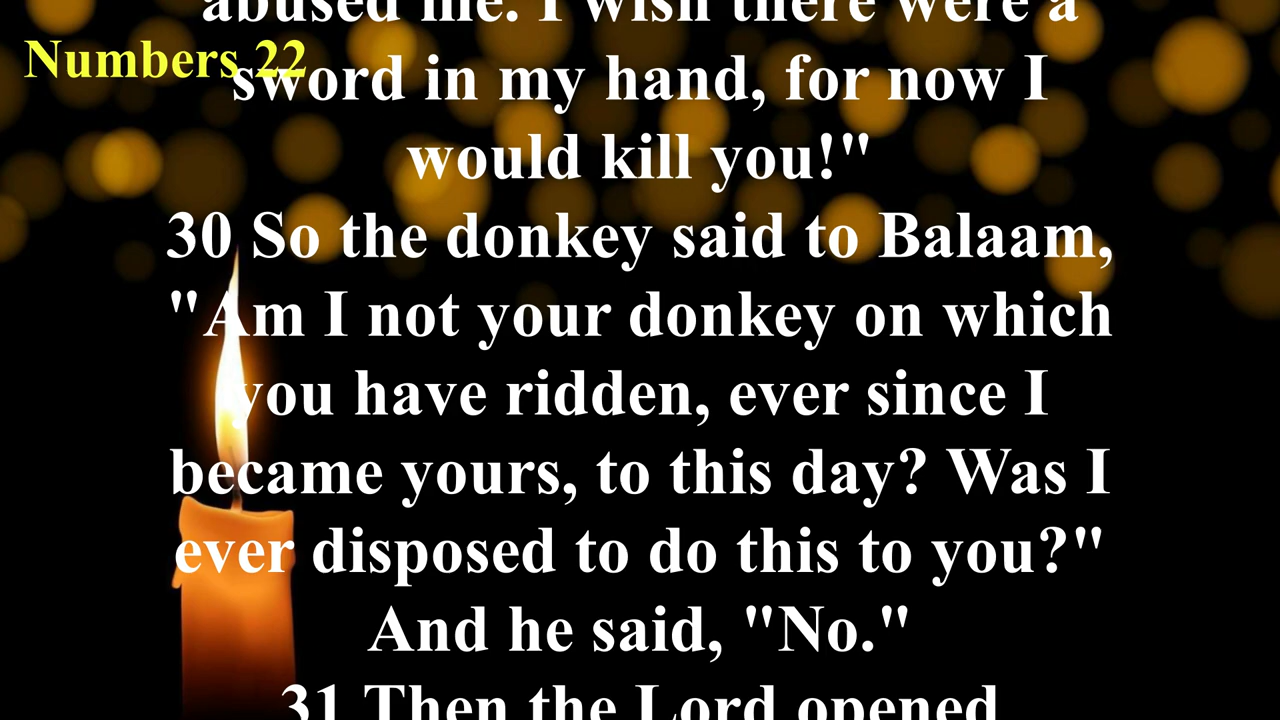 abused me. I wish there were a
Numbers 22
sword in my hand, for now I
would kill you!"
30 So the donkey said to Balaam,
"Am I not your donkey on which
you have ridden, ever since I
became yours, to this day? Was I
ever disposed to do this to you?"
And he said, "No."
31 Then the Lord opened